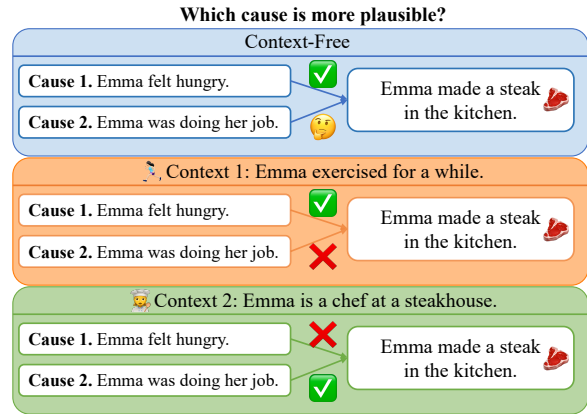 Which cause is more plausible?
Context-Free
Cause 1. Emma felt hungry.
Cause 2. Emma was doing her job.
Emma made a steak
in the kitchen.
Context 1: Emma exercised for a while.
Cause 1. Emma felt hungry.
Cause 2. Emma was doing her job.
Emma made a steak
in the kitchen.
Context 2: Emma is a chef at a steakhouse.
Cause 1. Emma felt hungry.
Cause 2. Emma was doing her job.
Emma made a steak
in the kitchen.